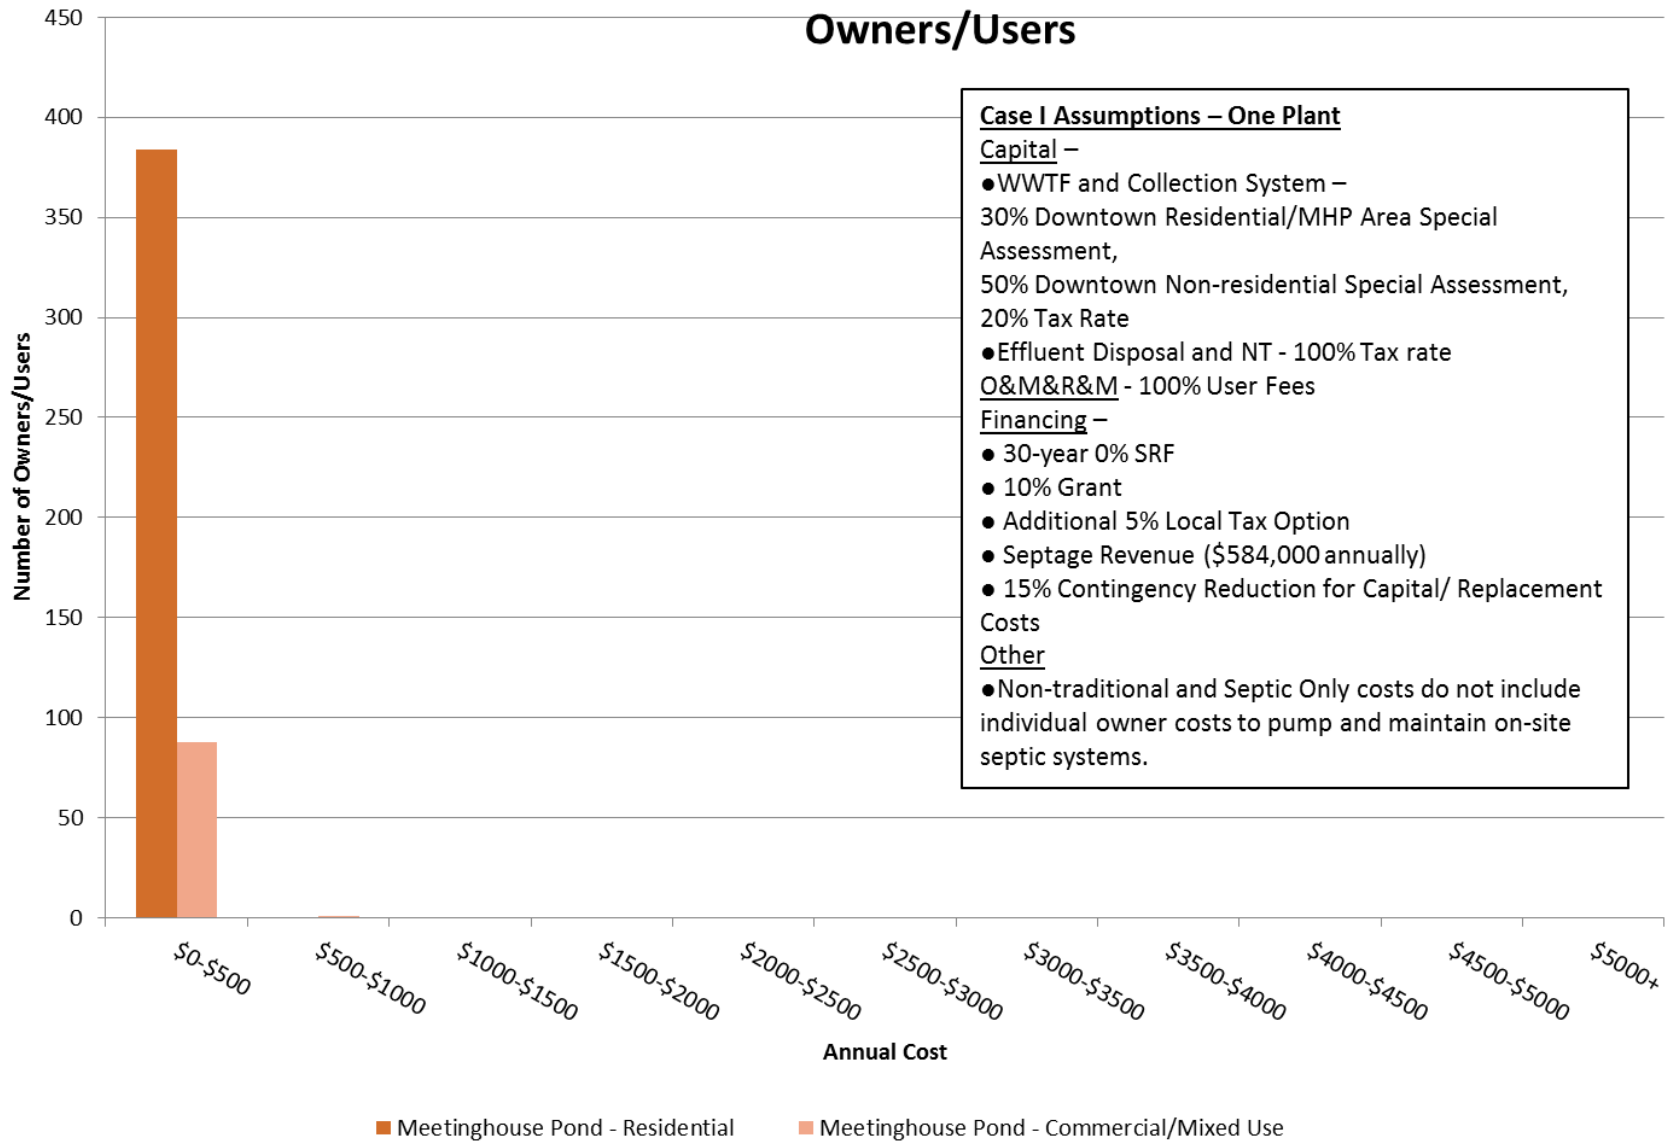 Owners/Users
450
400
350
300
250
200
150
100
50
0
Number of Owners/Users
Case I Assumptions – One Plant
Capital –
●WWTF and Collection System –
30% Downtown Residential/MHP Area Special
Assessment,
50% Downtown Non-residential Special Assessment,
20% Tax Rate
●Effluent Disposal and NT - 100% Tax rate
O&M&R&M - 100% User Fees
Financing –
● 30-year 0% SRF
● 10% Grant
● Additional 5% Local Tax Option
● Septage Revenue ($584,000 annually)
● 15% Contingency Reduction for Capital/ Replacement
Costs
Other
●Non-traditional and Septic Only costs do not include
individual owner costs to pump and maintain on-site
septic systems.
$0-$500
$500-$1000
$1000-$1500
$1500-$2000
$2000-$2500
$2500-$3000
$3000-$3500
$3500-$4000
$4000-$4500
$4500-$5000
$5000+
Annual Cost
Meetinghouse Pond - Residential
Meetinghouse Pond - Commercial/Mixed Use